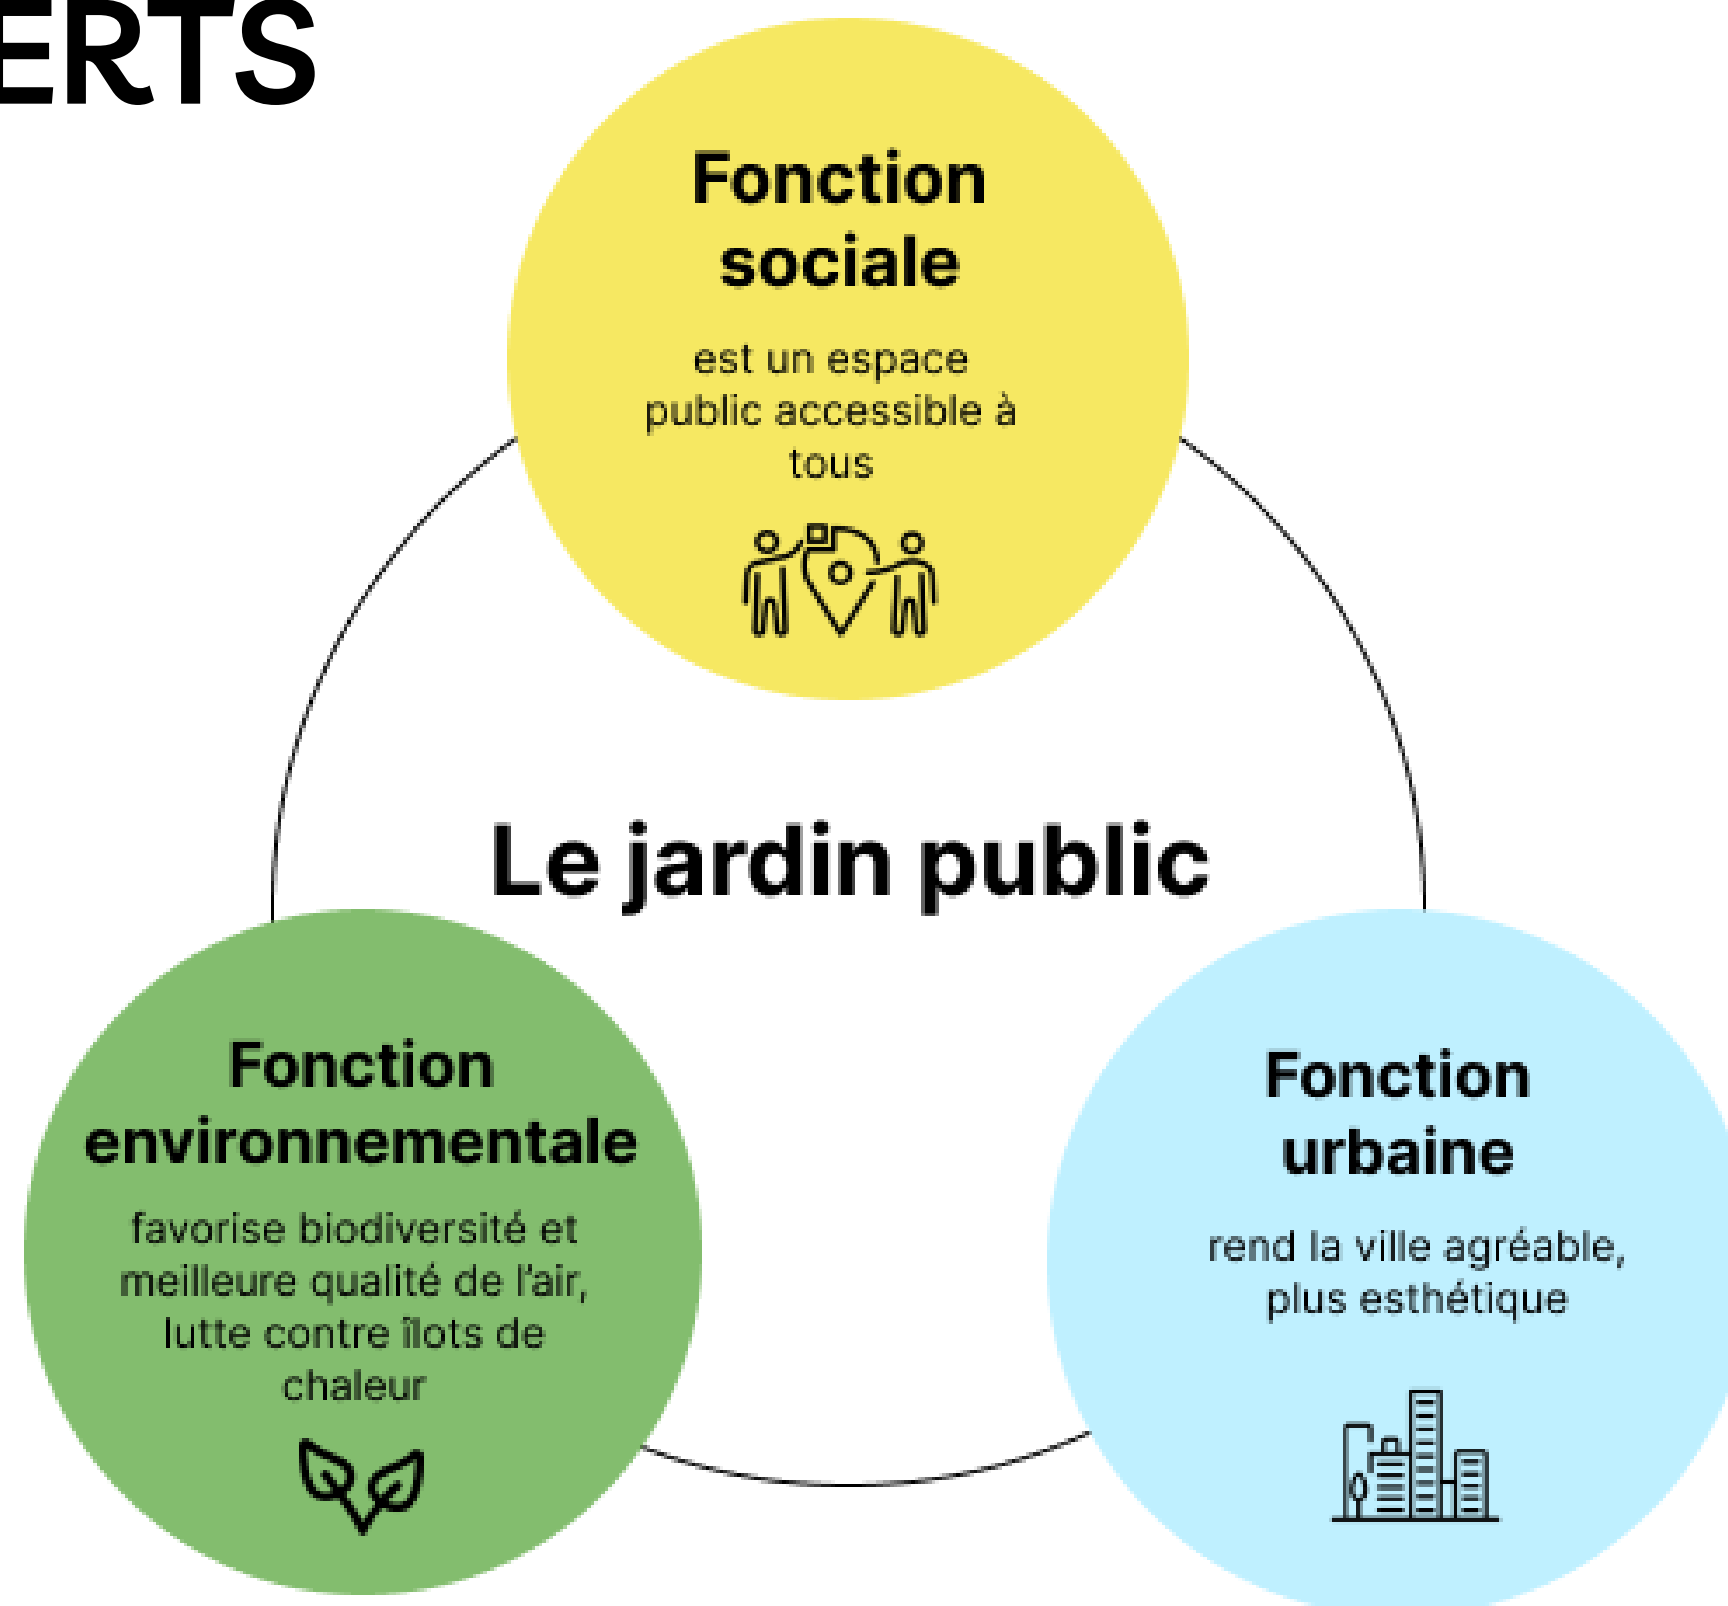 ERTS
Fonction
sociale
est un espace
public accessible à
tous
Le jardin public
Fonction
environnementale
favorise biodiversité et
meilleure qualité de l'air,
lutte contre îlots de
chaleur
Fonction
urbaine
rend la ville agréable,
plus esthétique